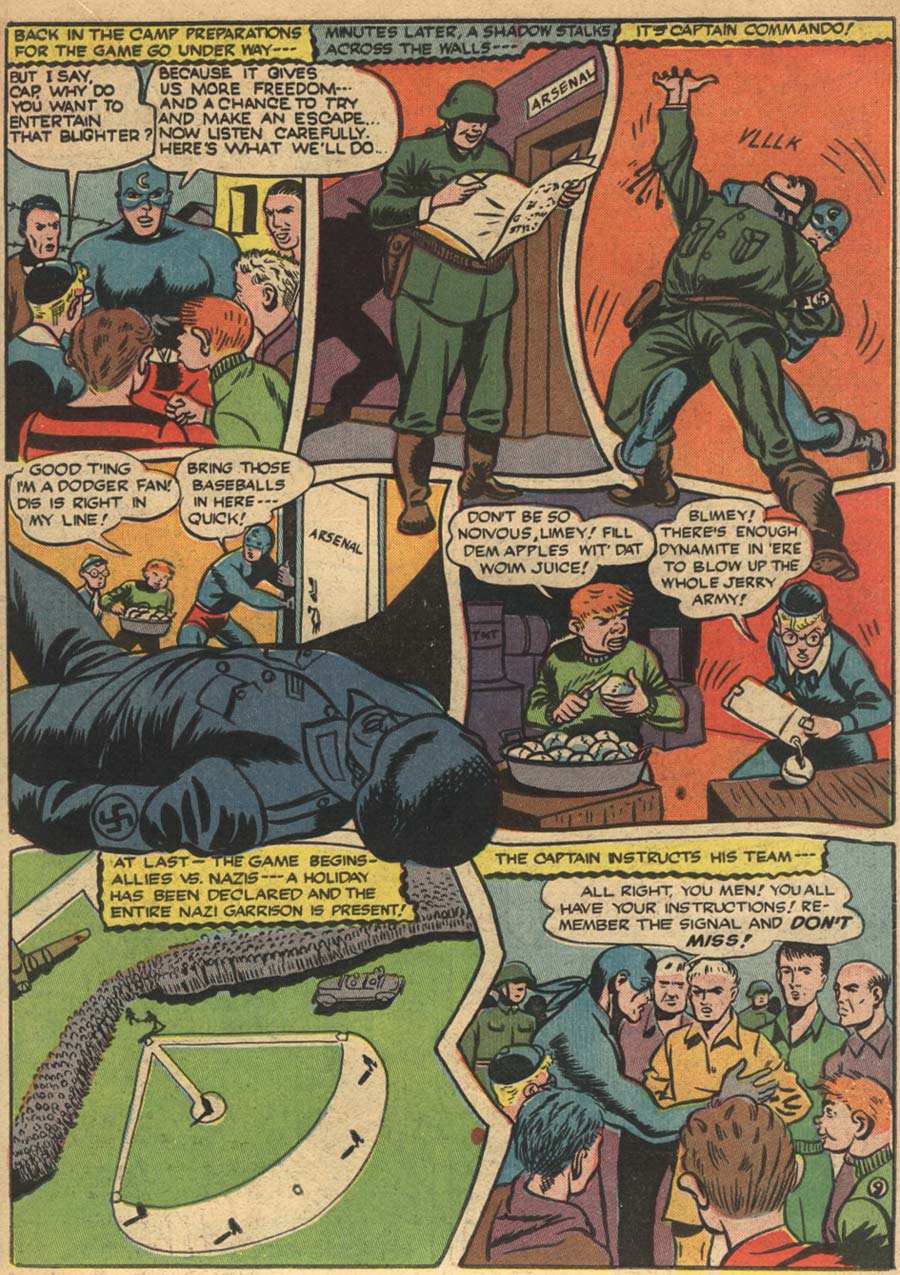 BACK IN THE CAMP PREPARATIONS
FOR THE GAME GO UNDER WAY---
BUT I SAY,
CAP, WHY DO
YOU WANT TO
ENTERTAIN
THAT BLIGHTER?
BECAUSE IT GIVES
US MORE FREEDOM---
AND A CHANCE TO TRY
AND MAKE AN ESCAPE...
NOW LISTEN CAREFULLY.
HERE'S WHAT WE'LL DO...
C
MINUTES LATER, A SHADOW STALKS
ACROSS THE WALLS---
ARSENAL
IT'S CAPTAIN COMMANDO!
VLLLK
GOOD T'ING
I'M A DODGER FAN!
DIS IS RIGHT IN
MY LINE!
BRING THOSE
BASEBALLS
IN HERE---
QUICK!
ARSENAL
DON'T BE SO
NOIVOUS, LIMEY! FILL
DEM APPLES WIT' DAT
WOIM JUICE!
BLIMEY!
THERE'S ENOUGH
DYNAMITE IN 'ERE
TO BLOW UP THE
WHOLE JERRY
ARMY!
TNT
AT LAST- THE GAME BEGINS-
ALLIES VS. NAZIS---A HOLIDAY
HAS BEEN DECLARED AND THE
ENTIRE NAZI GARRISON IS PRESENT!
THE CAPTAIN INSTRUCTS HIS TEAM---
ALL RIGHT, YOU MEN! YOU ALL
HAVE YOUR INSTRUCTIONS! RE-
MEMBER THE SIGNAL AND DON'T
MISS!
9